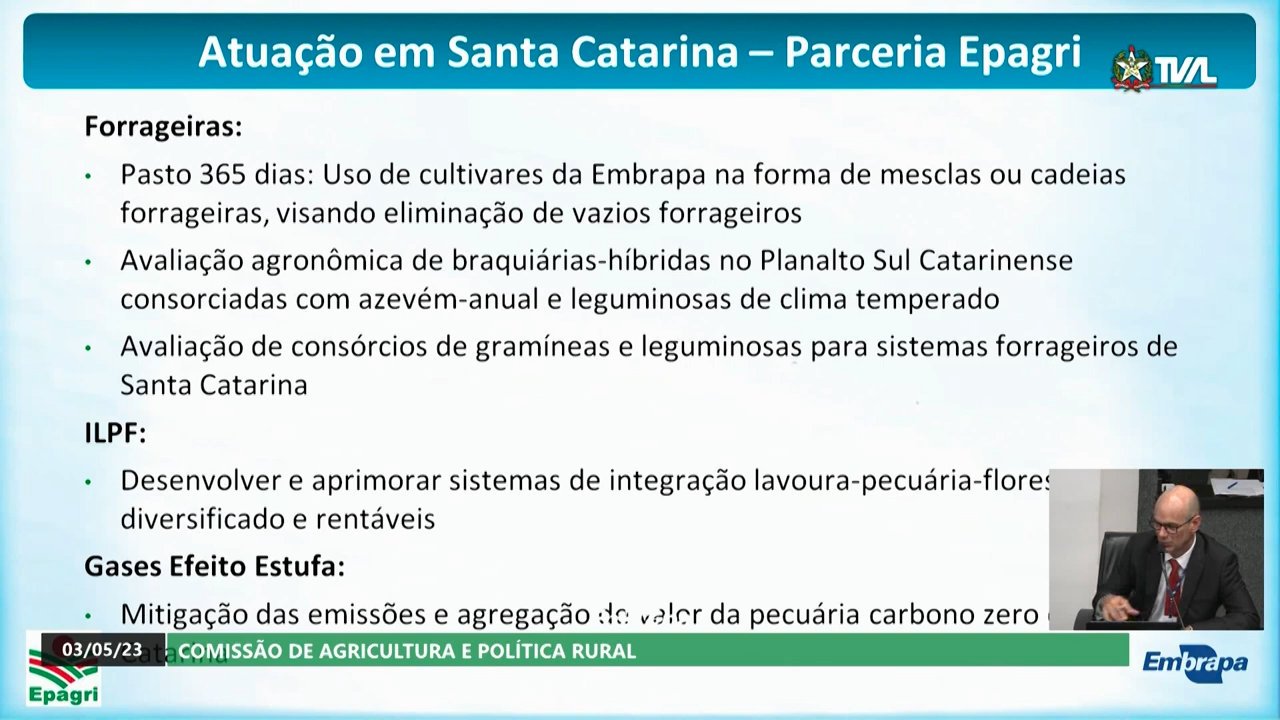 Atuação em Santa Catarina – Parceria Epagri
TVAL
Forrageiras:
• Pasto 365 dias: Uso de cultivares da Embrapa na forma de mesclas ou cadeias
forrageiras, visando eliminação de vazios forrageiros
• Avaliação agronômica de braquiárias-híbridas no Planalto Sul Catarinense
consorciadas com azevém-anual e leguminosas de clima temperado
• Avaliação de consórcios de gramíneas e leguminosas para sistemas forrageiros de
Santa Catarina
ILPF:
• Desenvolver e aprimorar sistemas de integração lavoura-pecuária-flores
diversificado e rentáveis
Gases Efeito Estufa:
• Mitigação das emissões e agregação de valor da pecuária carbono zero
Catarina
03/05/23 COMISSÃO DE AGRICULTURA E POLÍTICA RURAL
Epagri
Embrapa